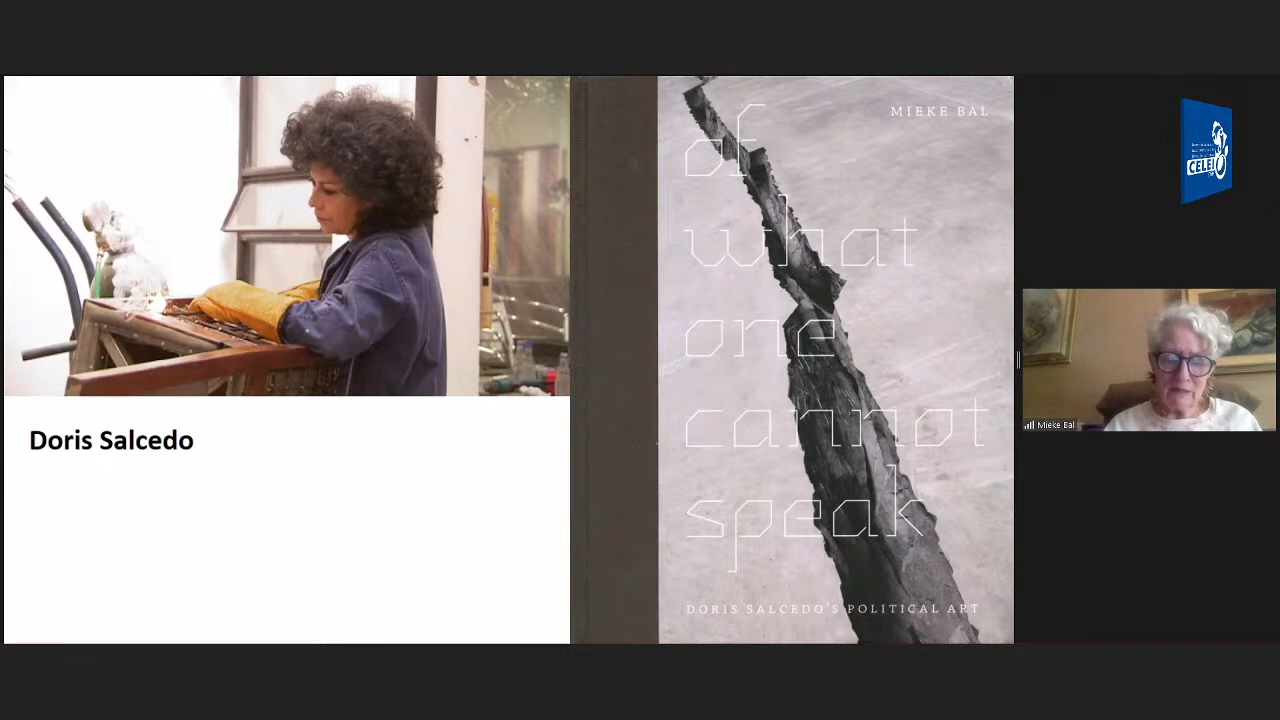 Doris Salcedo
MIEKE BAL
of
what
one
cannot
speak
DORIS SALCEDO'S POLITICAL ART
CELEI
Mieke Bal